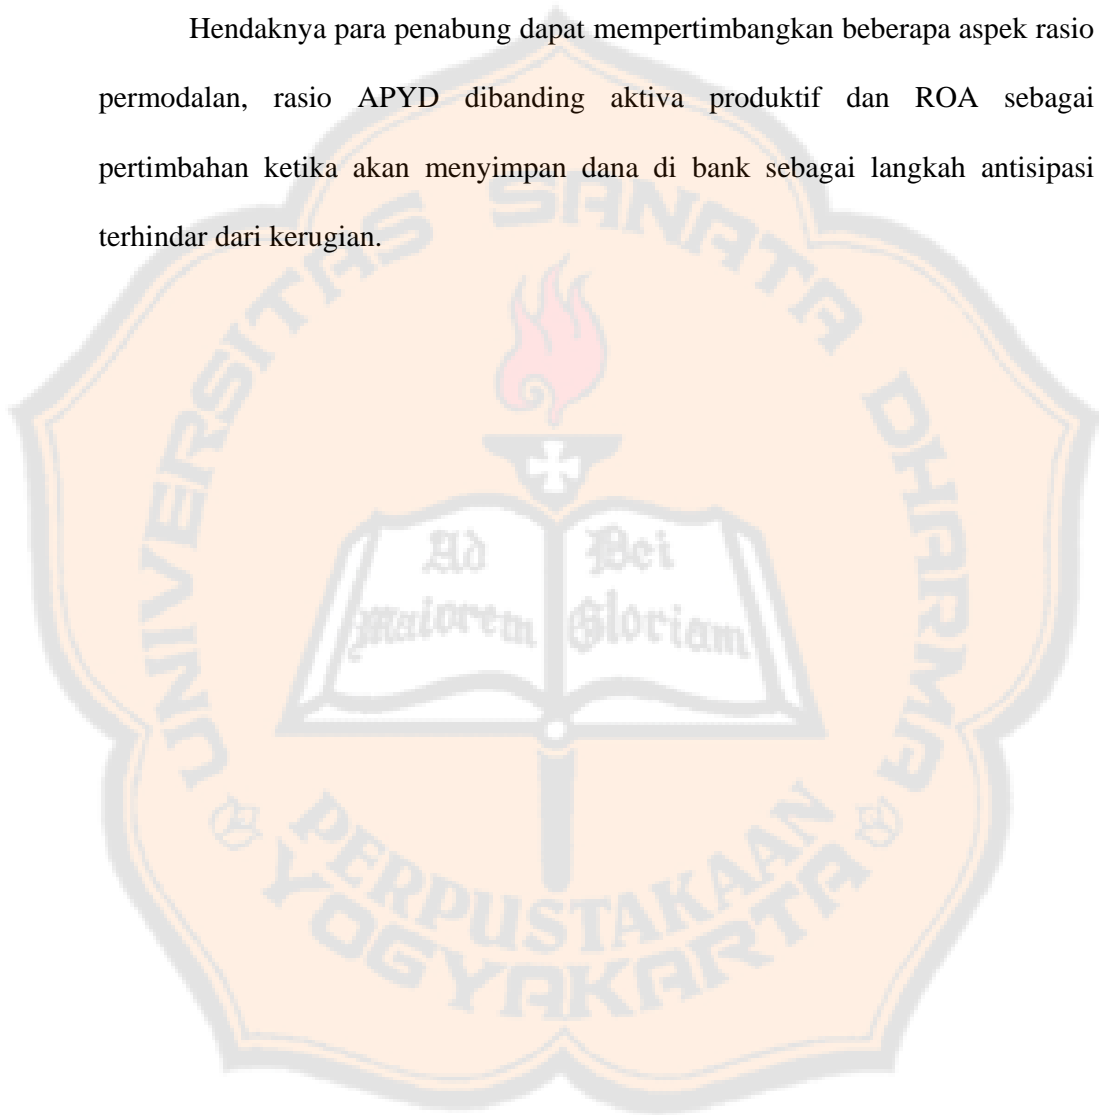 Hendaknya para penabung dapat mempertimbangkan beberapa aspek rasio
permodalan, rasio APYD dibanding aktiva produktif dan ROA sebagai
pertimbahan ketika akan menyimpan dana di bank sebagai langkah antisipasi
terhindar dari kerugian.
UNIVERSITAS SANATA DHARMA
Ad
maiorem
Dei
Gloriam
PERPUSTAKAAN
YOGYAKARTA